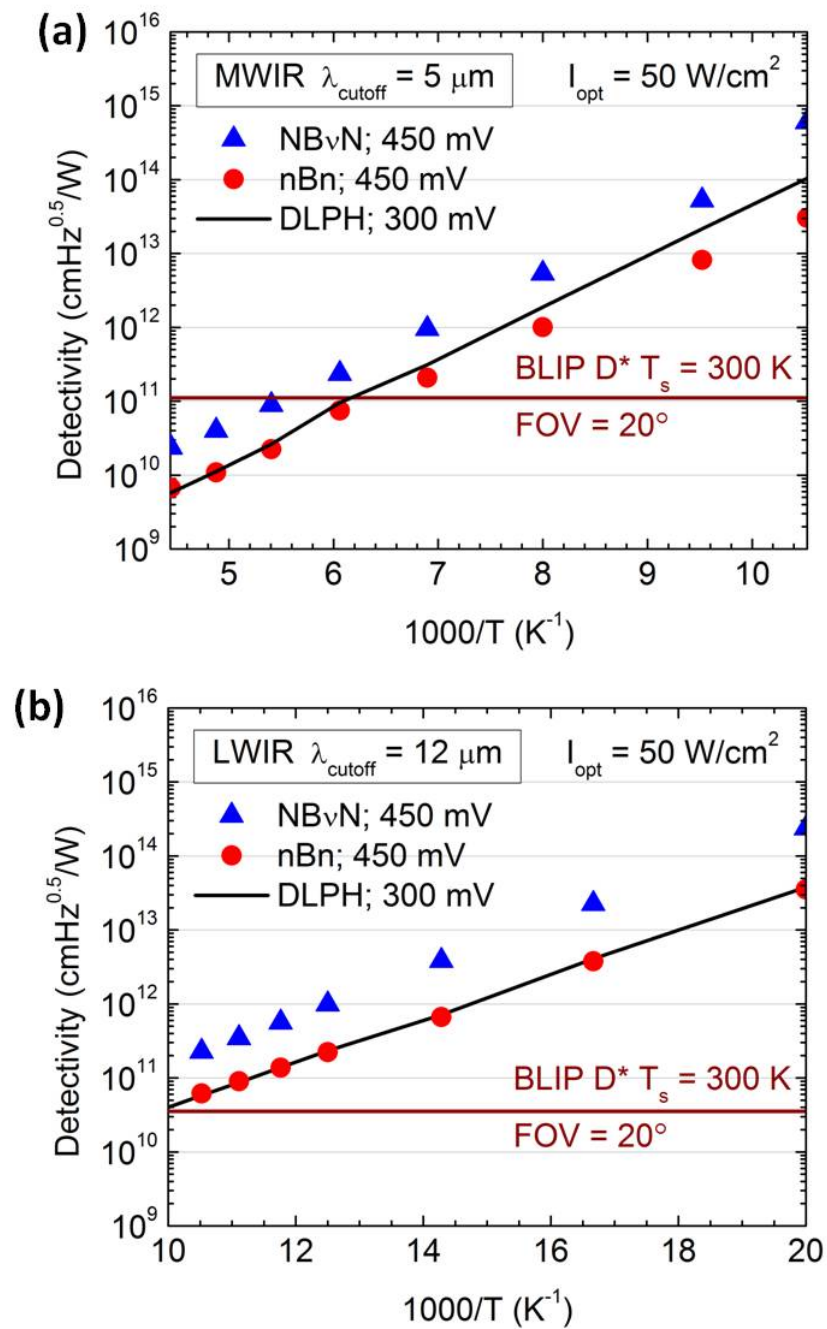 (a)
10¹⁶
10¹⁵
10¹⁴
10¹³
10¹²
10¹¹
10¹⁰
10⁹
Detectivity (cmHz⁰·⁵/W)
MWIR λcutoff = 5 μm
Iopt = 50 W/cm²
NBνN; 450 mV
nBn; 450 mV
DLPH; 300 mV
BLIP D* Ts = 300 K
FOV = 20°
5 6 7 8 9 10
1000/T (K⁻¹)
(b)
10¹⁶
10¹⁵
10¹⁴
10¹³
10¹²
10¹¹
10¹⁰
10⁹
Detectivity (cmHz⁰·⁵/W)
LWIR λcutoff = 12 μm
Iopt = 50 W/cm²
NBνN; 450 mV
nBn; 450 mV
DLPH; 300 mV
BLIP D* Ts = 300 K
FOV = 20°
10 12 14 16 18 20
1000/T (K⁻¹)